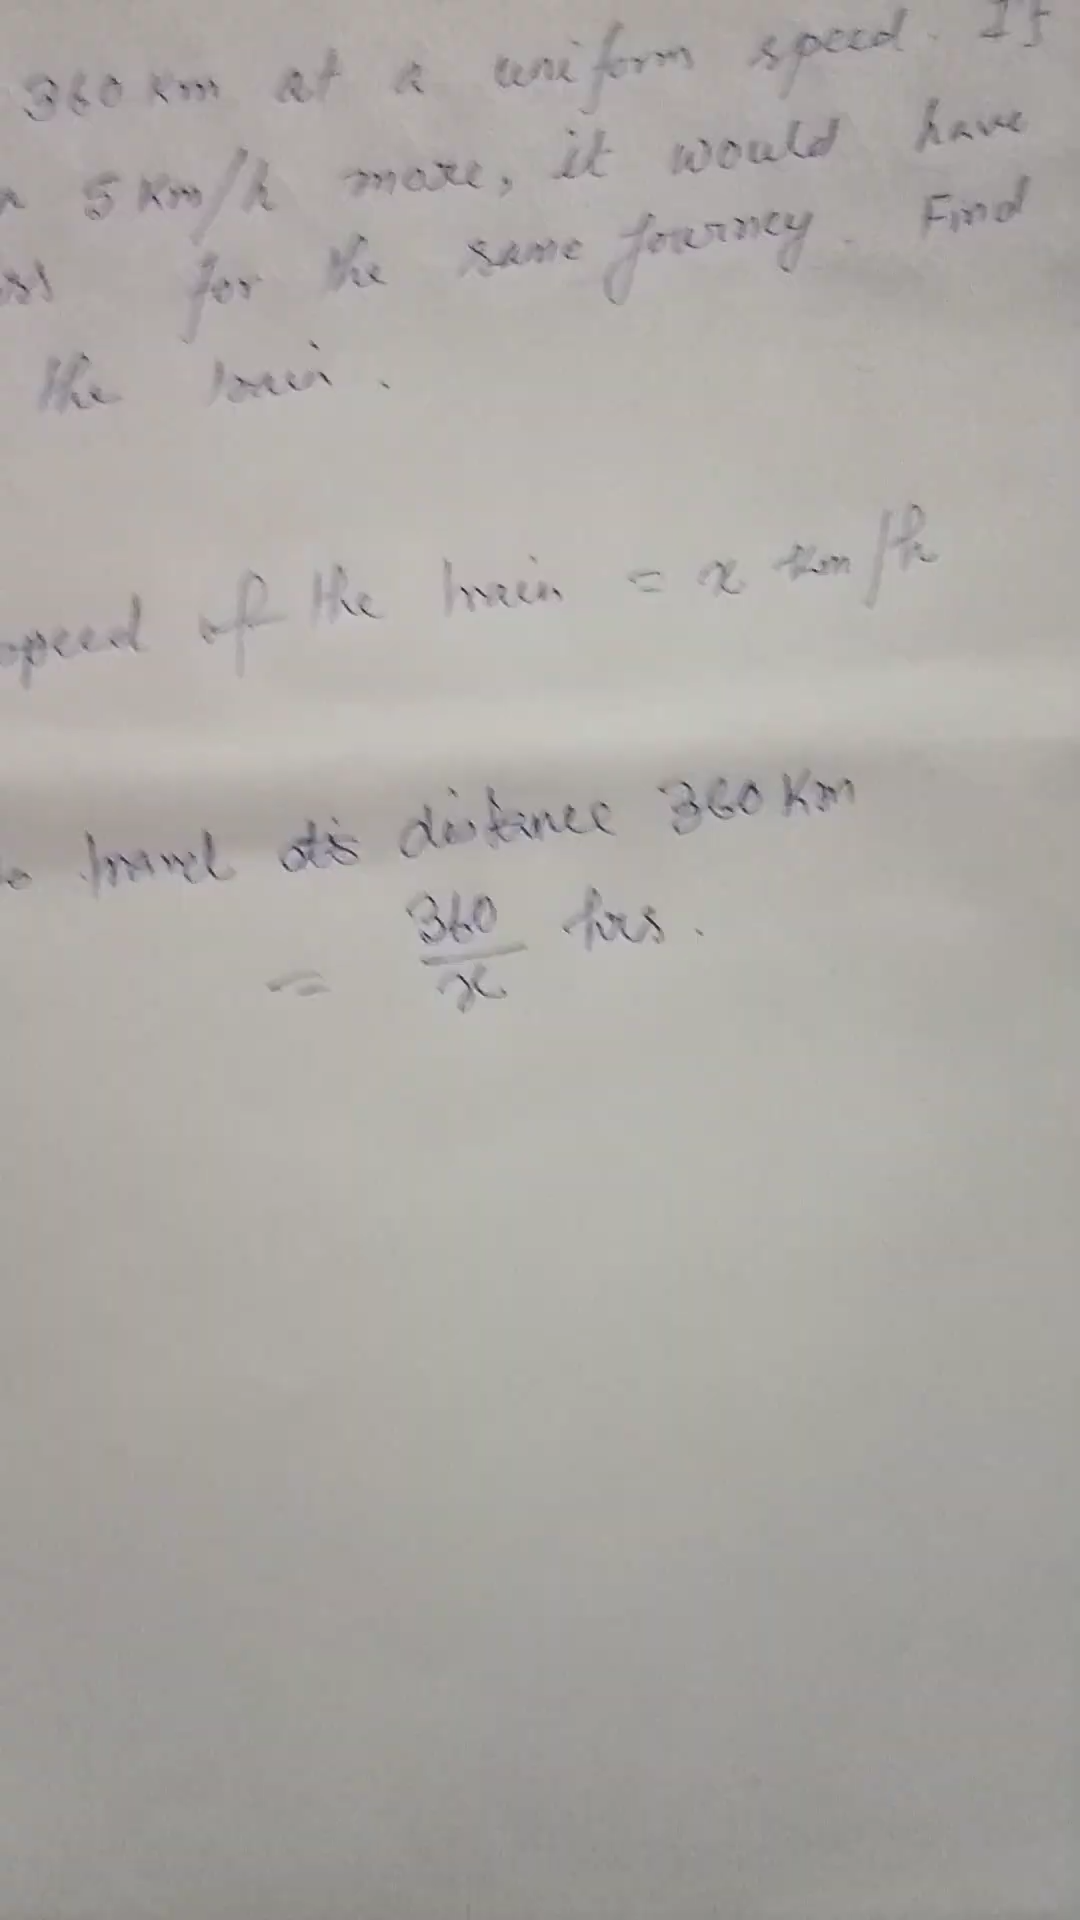 360 km at a uniform speed. If
5 km/h more, it would have
for the same journey. Find
the train.
speed of the train = x km/h
travel dis distance 360 Km
= 360/x hrs.